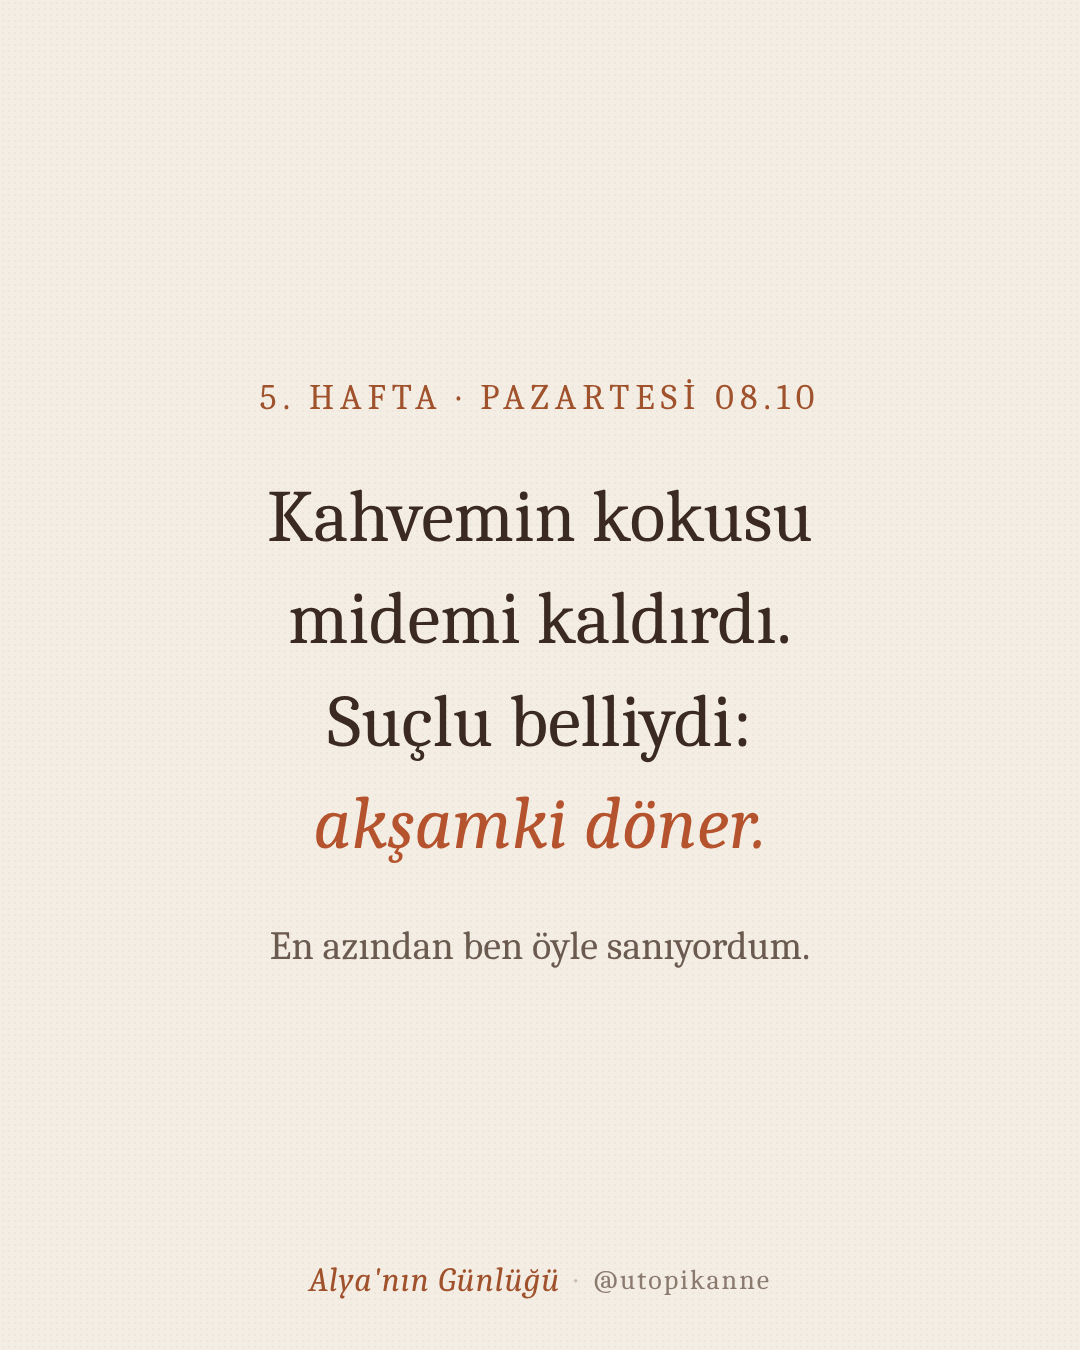 5. HAFTA · PAZARTESİ 08.10
Kahvemin kokusu
midemi kaldırdı.
Suçlu belliydi:
akşamki döner.
En azından ben öyle sanıyordum.
Alya'nın Günlüğü · @utopikanne